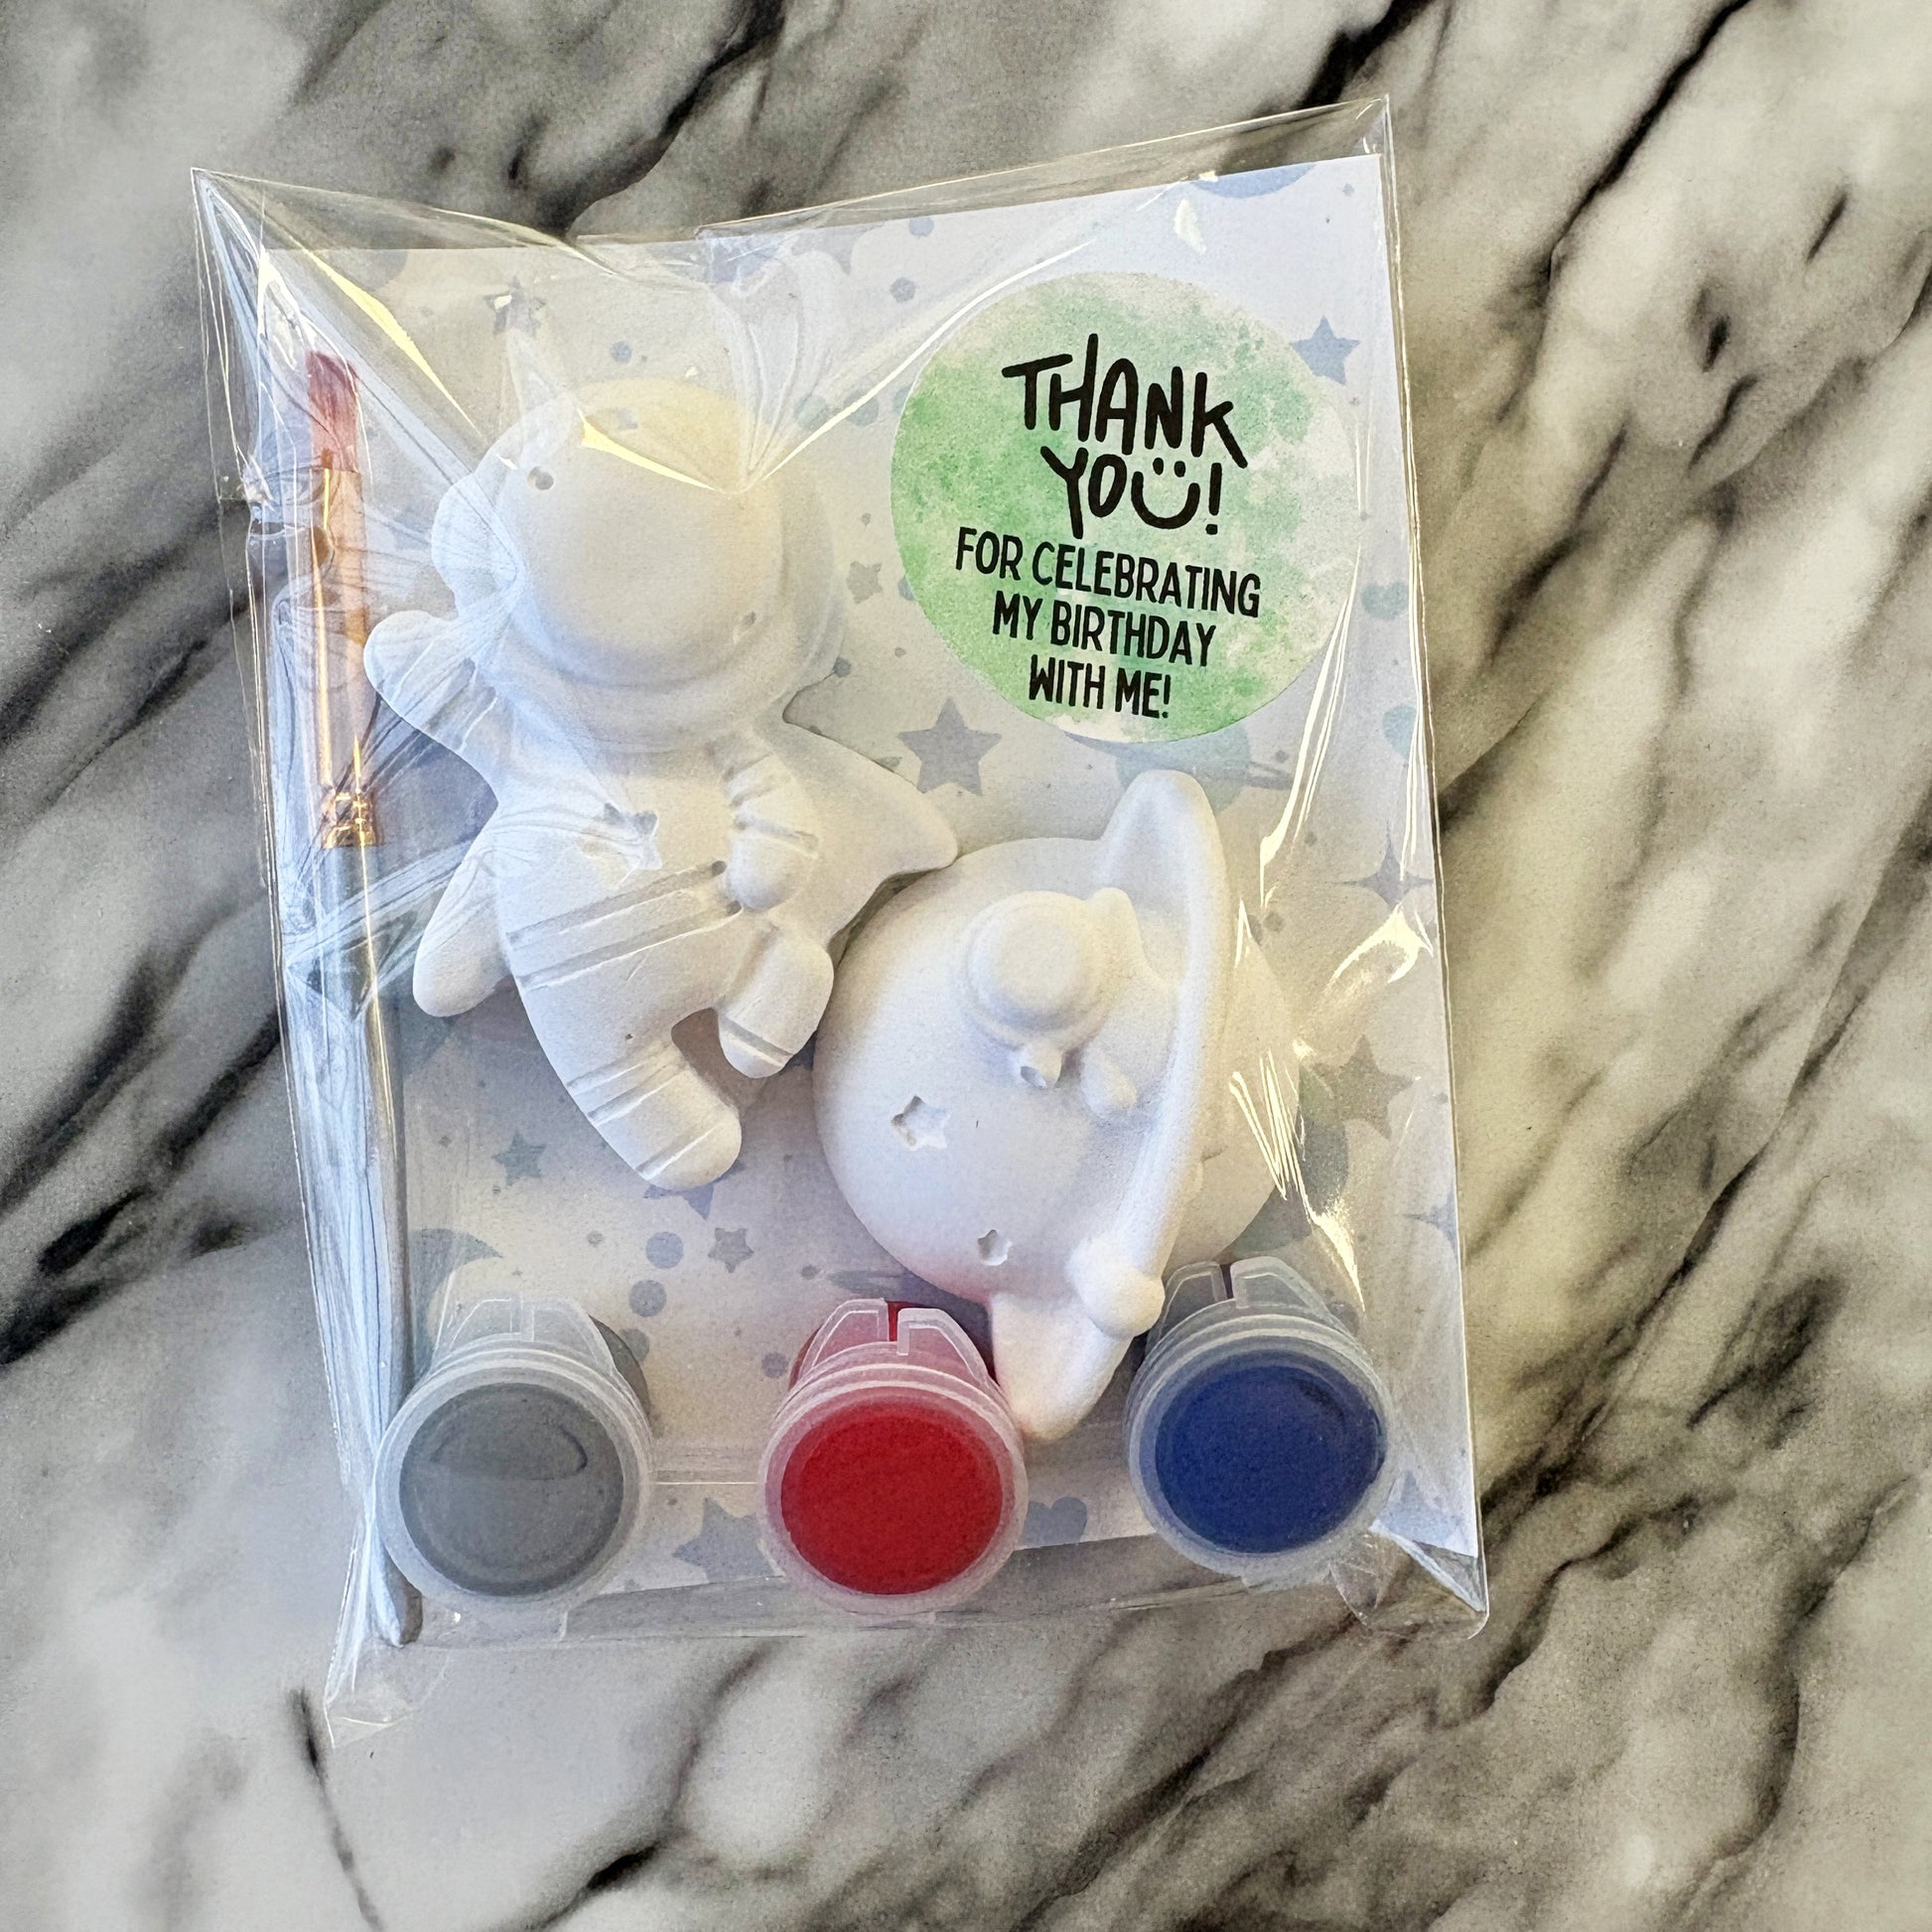 THANK
YOU!
FOR CELEBRATING
MY BIRTHDAY
WITH ME!